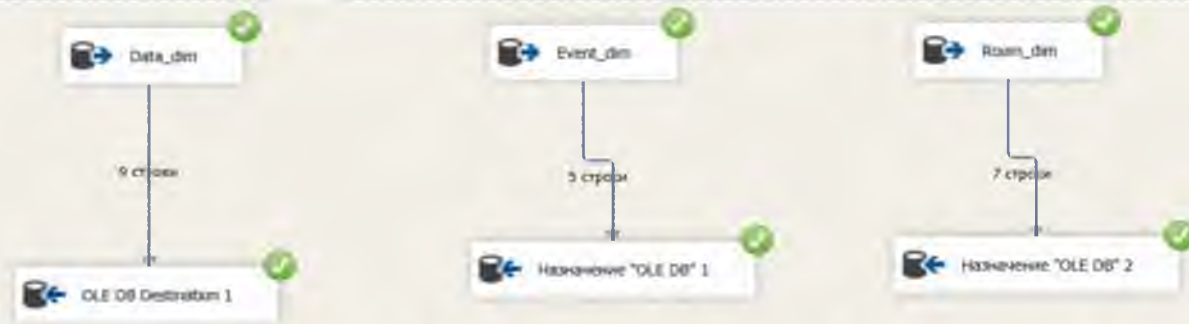 Data_dim
Event_dim
Room_dim
9 строки
5 строки
7 строки
OLE DB Destination 1
Назначение "OLE DB" 1
Назначение "OLE DB" 2